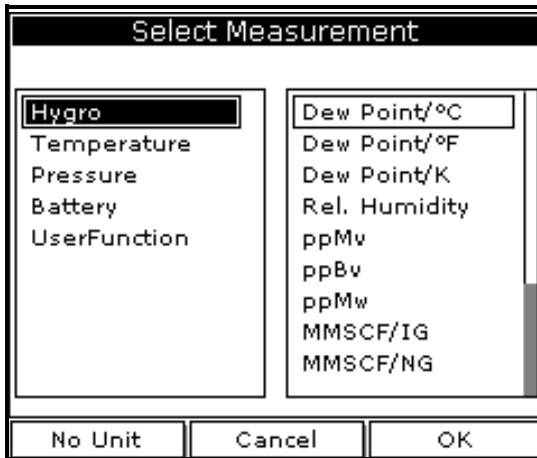 Select Measurement
Hygro
Temperature
Pressure
Battery
UserFunction
Dew Point/°C
Dew Point/°F
Dew Point/K
Rel. Humidity
ppMv
ppBv
ppMw
MMSCF/IG
MMSCF/NG
No Unit
Cancel
OK